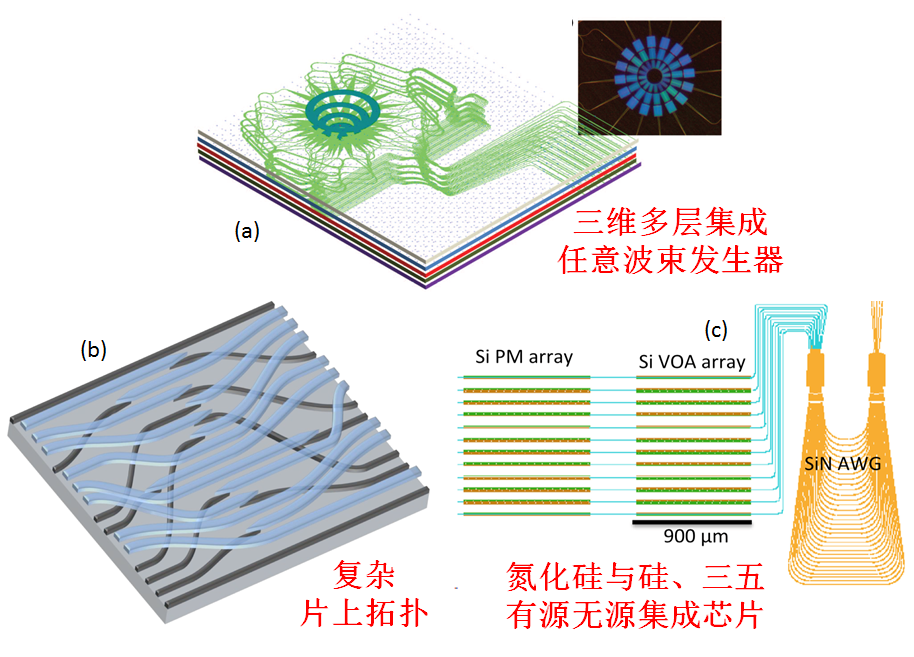 (a)
三维多层集成
任意波束发生器
(b)
复杂
片上拓扑
(c)
Si PM array
Si VOA array
SiN AWG
900 μm
氮化硅与硅、三五
有源无源集成芯片